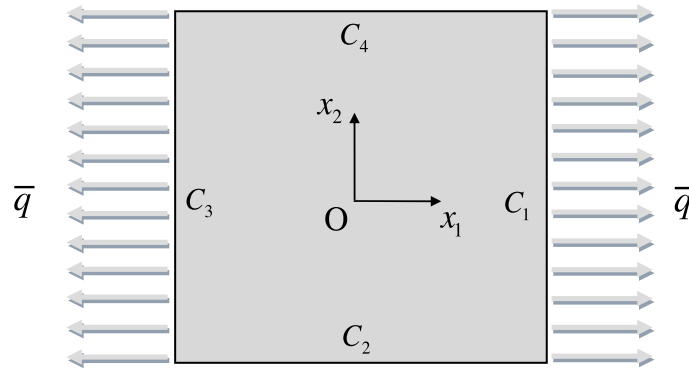 C₄
x₂
q̅ C₃ O C₁ q̅
x₁
C₂